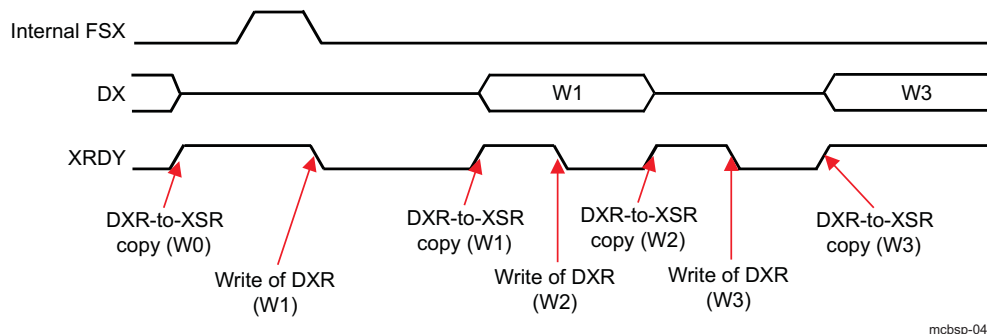 Internal FSX
DX
W1
W3
XRDY
DXR-to-XSR
copy (W0)
Write of DXR
(W1)
DXR-to-XSR
copy (W1)
Write of DXR
(W2)
DXR-to-XSR
copy (W2)
Write of DXR
(W3)
DXR-to-XSR
copy (W3)
mcbsp-04